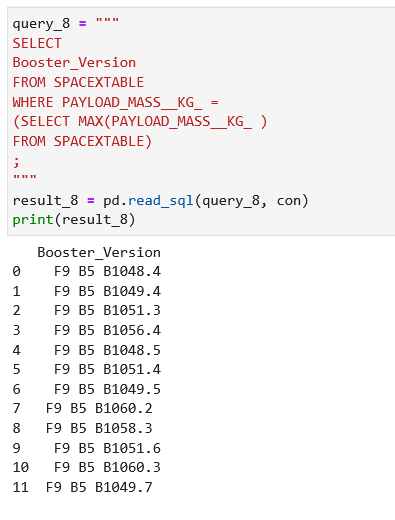 query_8 = """
SELECT
Booster_Version
FROM SPACEXTABLE
WHERE PAYLOAD_MASS__KG_ =
(SELECT MAX(PAYLOAD_MASS__KG_ )
FROM SPACEXTABLE)
;
"""
result_8 = pd.read_sql(query_8, con)
print(result_8)
   Booster_Version
0    F9 B5 B1048.4
1    F9 B5 B1049.4
2    F9 B5 B1051.3
3    F9 B5 B1056.4
4    F9 B5 B1048.5
5    F9 B5 B1051.4
6    F9 B5 B1049.5
7   F9 B5 B1060.2
8   F9 B5 B1058.3
9    F9 B5 B1051.6
10   F9 B5 B1060.3
11  F9 B5 B1049.7